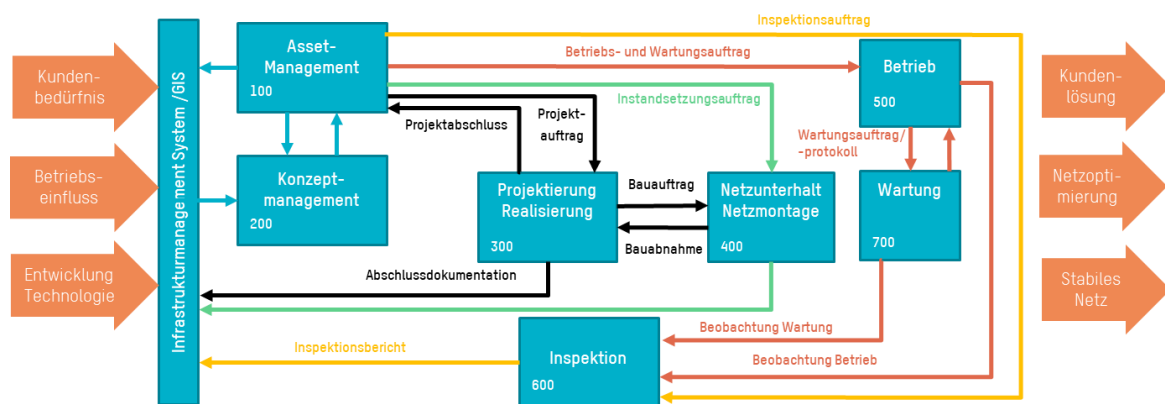 Kunden-
bedürfnis
Betriebs-
einfluss
Entwicklung
Technologie
Infrastrukturmanagement System /GIS
Asset-
Management
100
Konzept-
management
200
Inspektionsauftrag
Betriebs- und Wartungsauftrag
Instandsetzungsauftrag
Projektabschluss
Projekt-
auftrag
Projektierung
Realisierung
300
Bauauftrag
Bauabnahme
Netzunterhalt
Netzmontage
400
Betrieb
500
Wartungsauftrag/
-protokoll
Wartung
700
Abschlussdokumentation
Inspektionsbericht
Inspektion
600
Beobachtung Wartung
Beobachtung Betrieb
Kunden-
lösung
Netzopti-
mierung
Stabiles
Netz